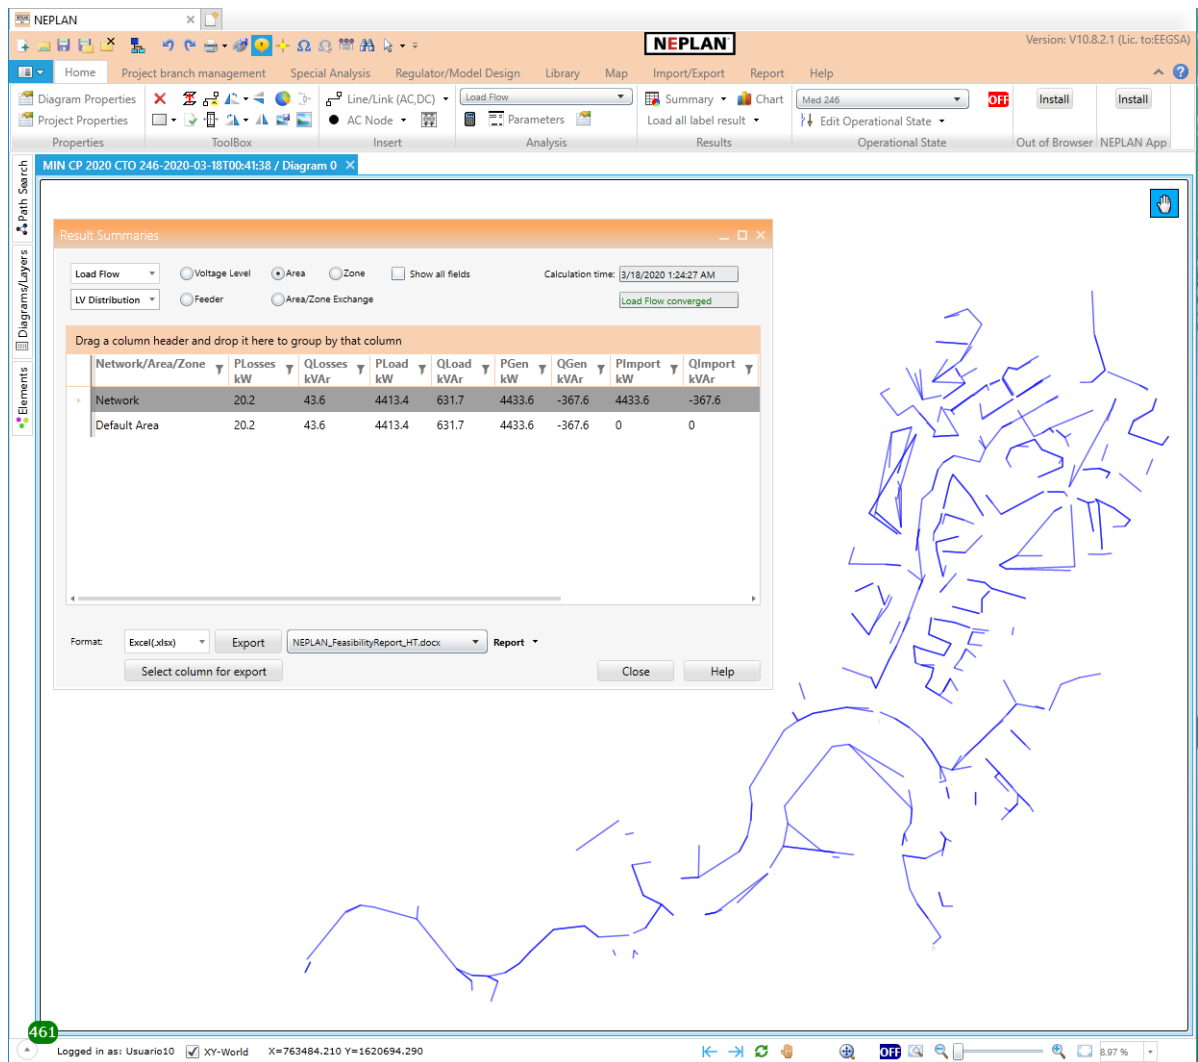 NEPLAN
NEPLAN
Version: V10.8.2.1 (Lic. to:EEGSA)
Home Project branch management Special Analysis Regulator/Model Design Library Map Import/Export Report Help
Diagram Properties Line/Link (AC,DC) Load Flow Summary Chart Med 246 OFF Install Install
Project Properties AC Node Parameters Load all label result Edit Operational State
Properties ToolBox Insert Analysis Results Operational State Out of Browser NEPLAN App
MIN CP 2020 CTO 246-2020-03-18T00:41:38 / Diagram 0
Path Search
Diagrams/Layers
Elements
Result Summaries
Load Flow Voltage Level Area Zone Show all fields Calculation time: 3/18/2020 1:24:27 AM
LV Distribution Feeder Area/Zone Exchange Load Flow converged
Drag a column header and drop it here to group by that column
Network/Area/Zone PLosses QLosses PLoad QLoad PGen QGen PImport QImport
kW kVAr kW kVAr kW kVAr kW kVAr
Network 20.2 43.6 4413.4 631.7 4433.6 -367.6 4433.6 -367.6
Default Area 20.2 43.6 4413.4 631.7 4433.6 -367.6 0 0
Format: Excel(.xlsx) Export NEPLAN_FeasibilityReport_HT.docx Report
Select column for export Close Help
461
Logged in as: Usuario10 XY-World X=763484.210 Y=1620694.290 OFF 8.97 %